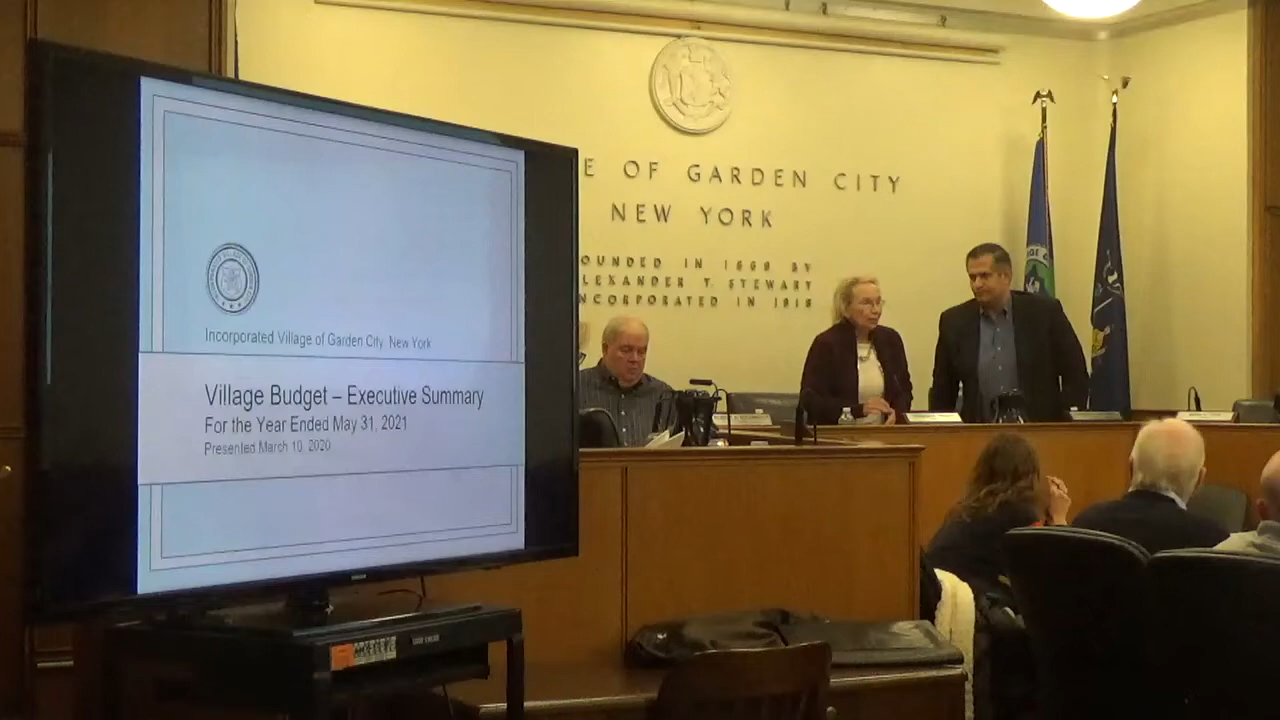 Incorporated Village of Garden City, New York
Village Budget – Executive Summary
For the Year Ended May 31, 2021
Presented March 10, 2020
E OF GARDEN CITY
NEW YORK
OUNDED IN 1869 BY
LEXANDER T. STEWART
NCORPORATED IN 1919